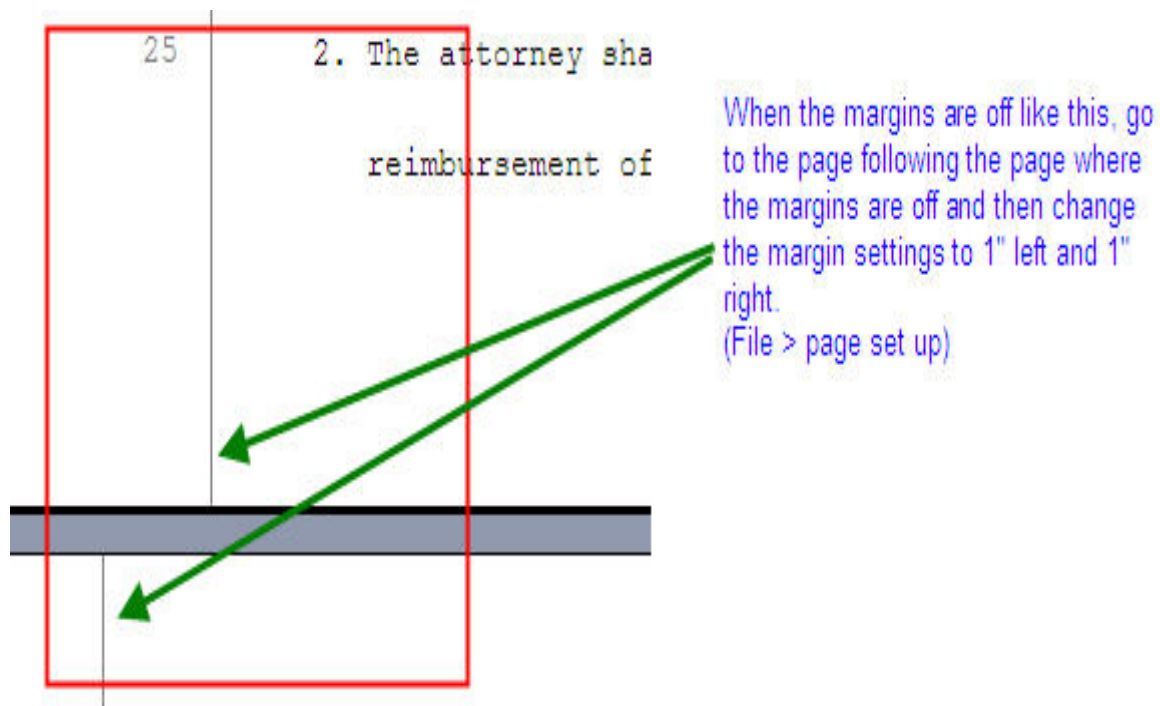 25 2. The attorney sha
reimbursement of
When the margins are off like this, go
to the page following the page where
the margins are off and then change
the margin settings to 1" left and 1"
right.
(File > page set up)